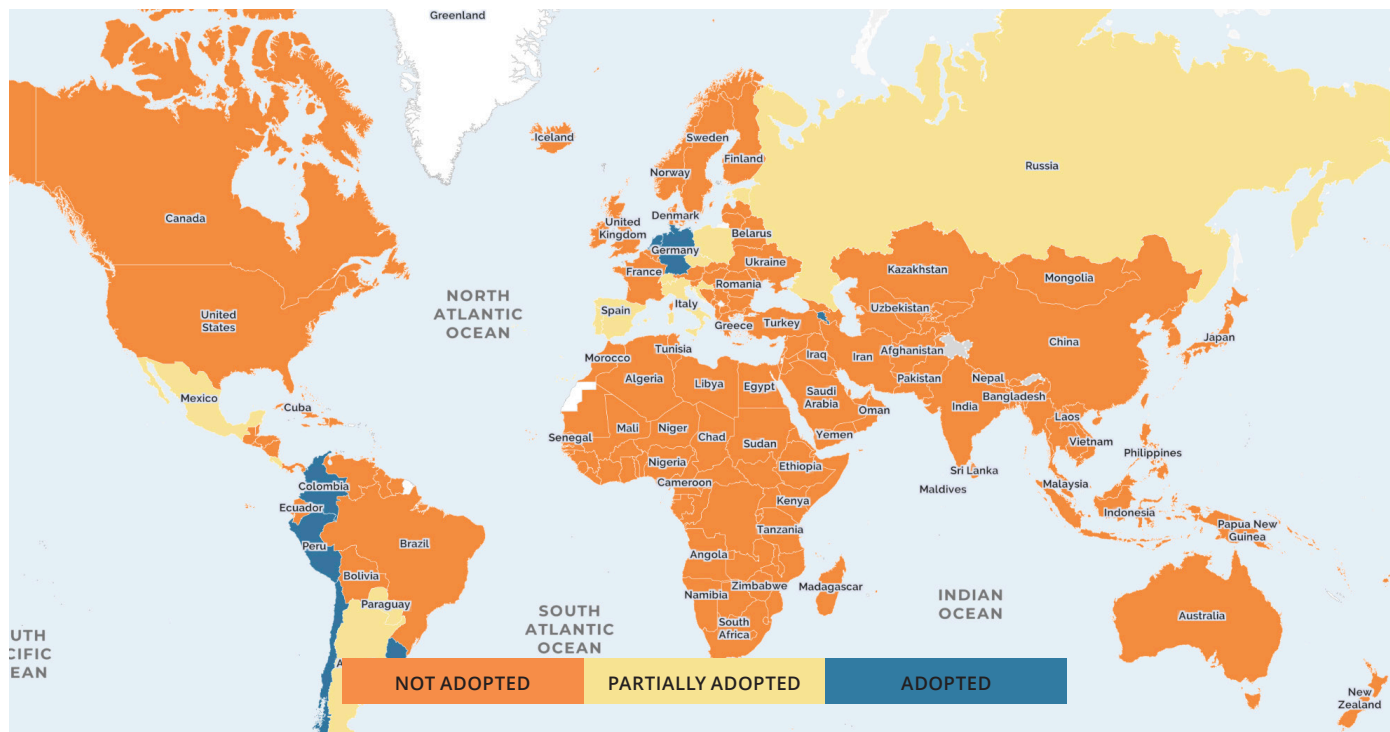 Greenland
Iceland
Sweden
Finland
Norway
Russia
Denmark
United
Kingdom
Belarus
Canada
Germany
Ukraine
France
Kazakhstan
Mongolia
Romania
NORTH
ATLANTIC
OCEAN
Italy
Uzbekistan
Spain
United
States
Greece
Turkey
Japan
China
Tunisia
Afghanistan
Morocco
Iraq
Iran
Algeria
Libya
Egypt
Pakistan
Nepal
Saudi
Arabia
Bangladesh
Mexico
Cuba
India
Oman
Laos
Mali
Niger
Chad
Senegal
Sudan
Yemen
Vietnam
Philippines
Nigeria
Ethiopia
Sri Lanka
Cameroon
Maldives
Malaysia
Colombia
Ecuador
Kenya
Indonesia
Papua New
Guinea
Tanzania
Peru
Brazil
Angola
Bolivia
Zimbabwe
Madagascar
Namibia
INDIAN
OCEAN
Paraguay
SOUTH
ATLANTIC
OCEAN
South
Africa
Australia
UTH
CIFIC
EAN
A
NOT ADOPTED
PARTIALLY ADOPTED
ADOPTED
New
Zealand